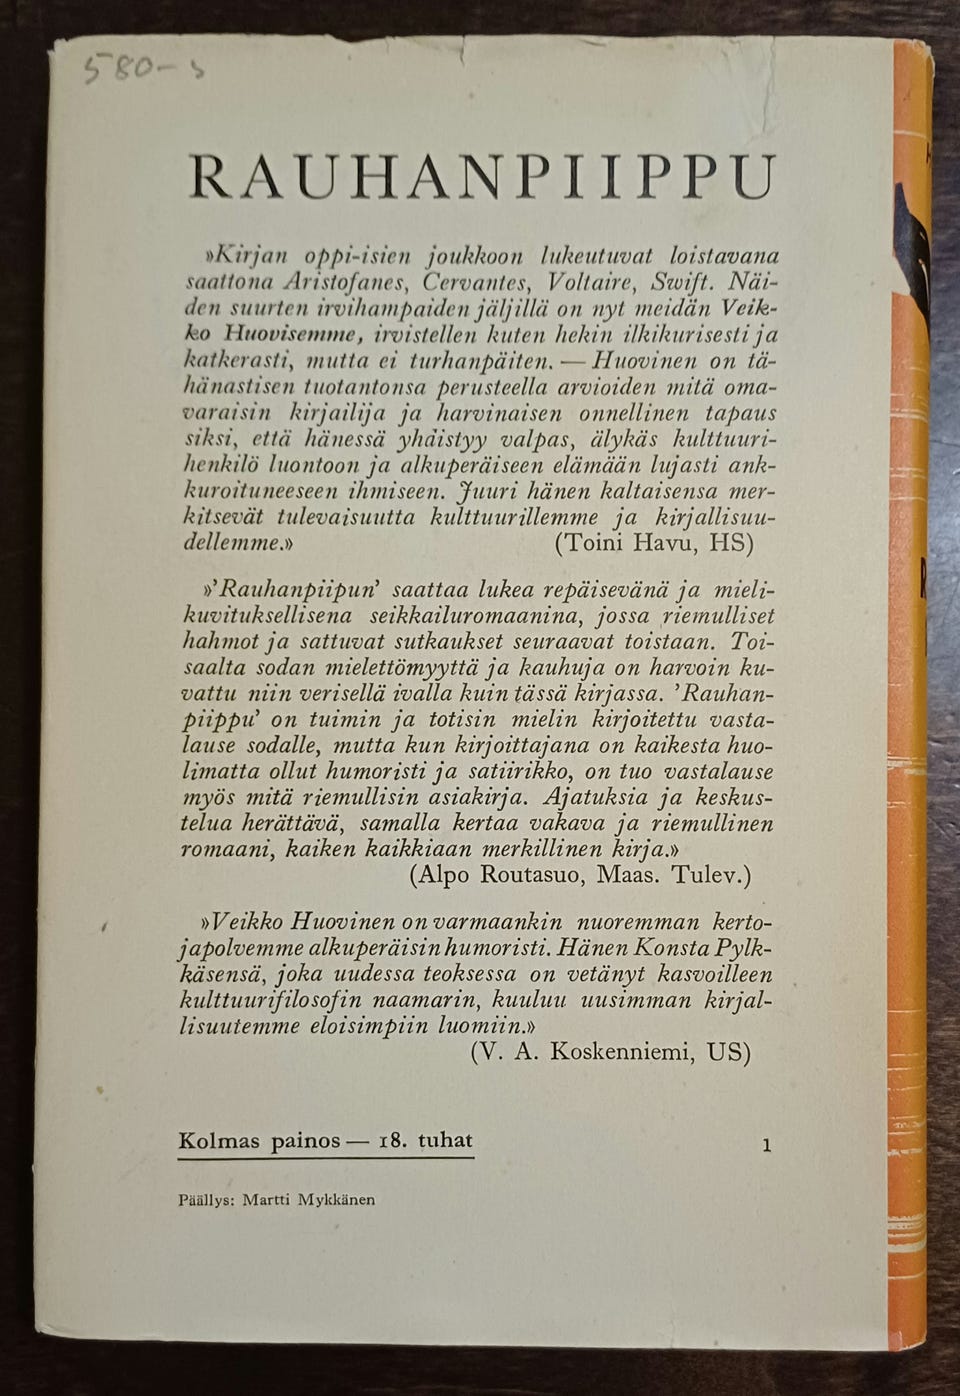 580-
RAUHANPIIPPU
»Kirjan oppi-isien joukkoon lukeutuvat loistavana
saattona Aristofanes, Cervantes, Voltaire, Swift. Näi-
den suurten irvihampaiden jäljillä on nyt meidän Veik-
ko Huovisemme, irvistellen kuten hekin ilkikurisesti ja
katkerasti, mutta ei turhanpäiten. — Huovinen on tä-
hänastisen tuotantonsa perusteella arvioiden mitä oma-
varaisin kirjailija ja harvinaisen onnellinen tapaus
siksi, että hänessä yhdistyy valpas, älykäs kulttuuri-
henkilö luontoon ja alkuperäiseen elämään lujasti ank-
kuroituneeseen ihmiseen. Juuri hänen kaltaisensa mer-
kitsevät tulevaisuutta kulttuurillemme ja kirjallisuu-
dellemme.» (Toini Havu, HS)
»'Rauhanpiipun' saattaa lukea repäisevänä ja mieli-
kuvituksellisena seikkailuromaanina, jossa riemulliset
hahmot ja sattuvat sutkaukset seuraavat toistaan. Toi-
saalta sodan mielettömyyttä ja kauhuja on harvoin ku-
vattu niin verisellä ivalla kuin tässä kirjassa. 'Rauhan-
piippu' on tuimin ja totisin mielin kirjoitettu vasta-
lause sodalle, mutta kun kirjoittajana on kaikesta huo-
limatta ollut humoristi ja satiirikko, on tuo vastalause
myös mitä riemullisin asiakirja. Ajatuksia ja keskus-
telua herättävä, samalla kertaa vakava ja riemullinen
romaani, kaiken kaikkiaan merkillinen kirja.»
(Alpo Routasuo, Maas. Tulev.)
»Veikko Huovinen on varmaankin nuoremman kerto-
japolvemme alkuperäisin humoristi. Hänen Konsta Pylk-
käsensä, joka uudessa teoksessa on vetänyt kasvoilleen
kulttuurifilosofin naamarin, kuuluu uusimman kirjal-
lisuutemme eloisimpiin luomiin.»
(V. A. Koskenniemi, US)
Kolmas painos — 18. tuhat 1
Päällys: Martti Mykkänen